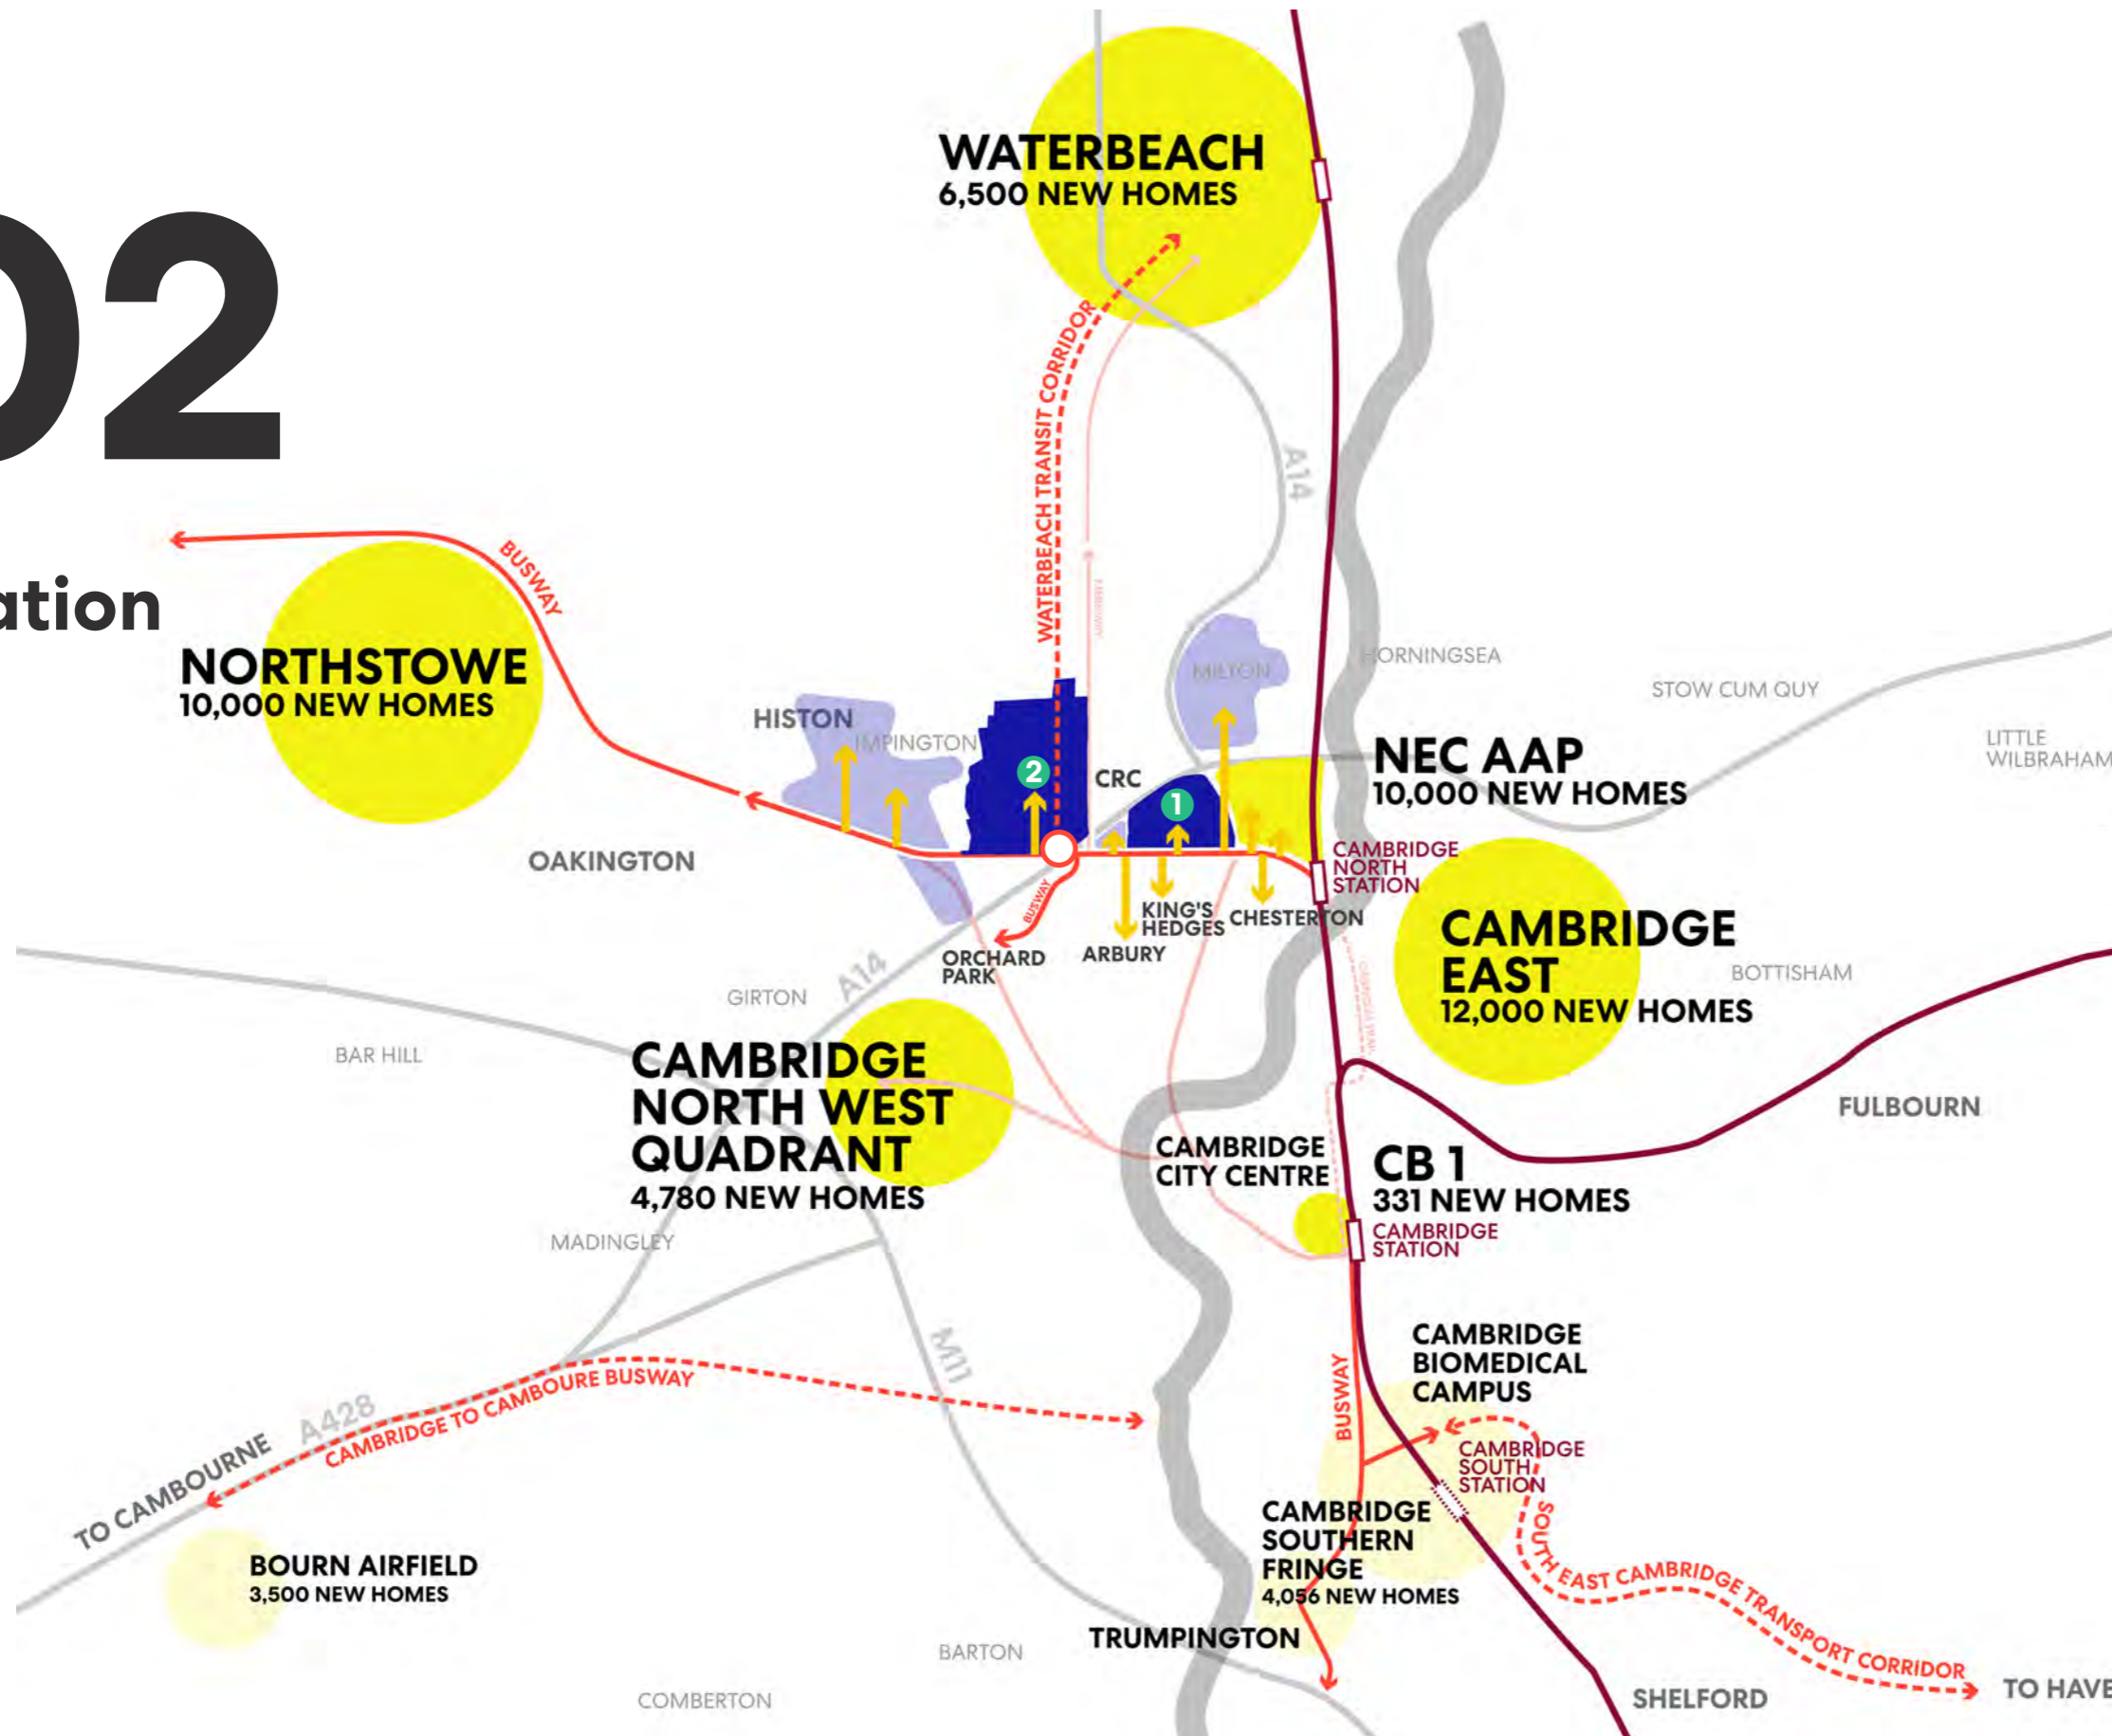 02
ation
WATERBEACH
6,500 NEW HOMES
WATERBEACH TRANSIT CORRIDOR
A14
BUSWAY
NORTHSTOWE
10,000 NEW HOMES
HISTON
IMPINGTON
MILTON
HORNINGSEA
STOW CUM QUY
LITTLE
WILBRAHAM
NEC AAP
10,000 NEW HOMES
2
CRC
1
OAKINGTON
CAMBRIDGE
NORTH
STATION
BUSWAY
KING'S
HEDGES
CHESTERTON
ARBURY
ORCHARD
PARK
CAMBRIDGE
EAST
12,000 NEW HOMES
BOTTISHAM
A14
GIRTON
BAR HILL
CAMBRIDGE
NORTH WEST
QUADRANT
4,780 NEW HOMES
FULBOURN
CAMBRIDGE
CITY CENTRE
CB 1
331 NEW HOMES
CAMBRIDGE
STATION
MADINGLEY
M11
A428
CAMBRIDGE TO CAMBOURE BUSWAY
TO CAMBOURNE
BUSWAY
CAMBRIDGE
BIOMEDICAL
CAMPUS
CAMBRIDGE
SOUTH
STATION
CAMBRIDGE
SOUTHERN
FRINGE
4,056 NEW HOMES
SOUTH EAST CAMBRIDGE TRANSPORT CORRIDOR
BOURN AIRFIELD
3,500 NEW HOMES
TRUMPINGTON
BARTON
COMBERTON
SHELFORD
TO HAVE